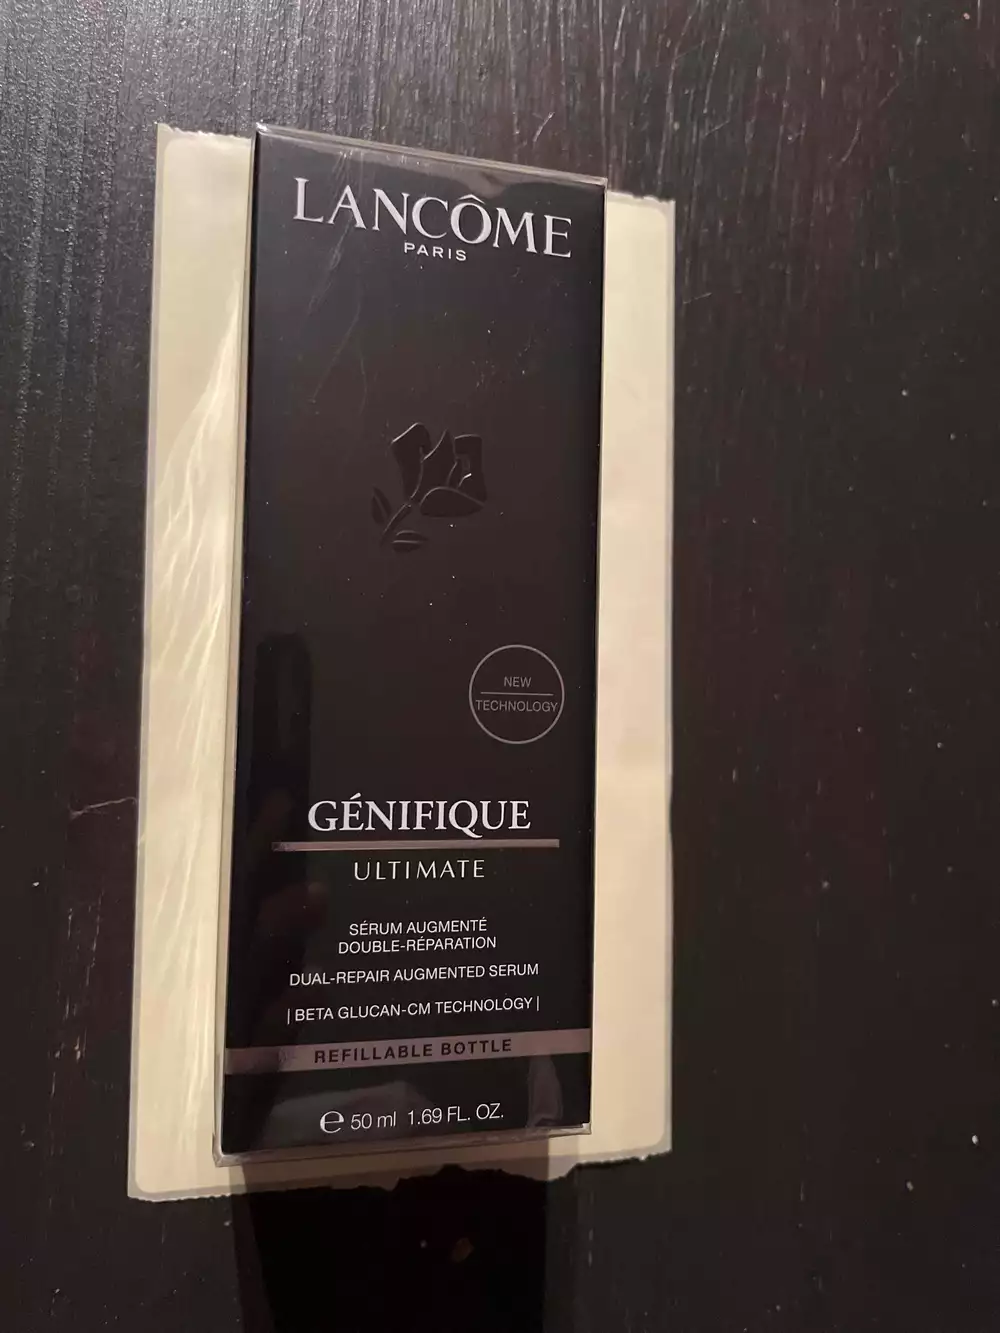 LANCÔME
PARIS
NEW
TECHNOLOGY
GÉNIFIQUE
ULTIMATE
SÉRUM AUGMENTÉ
DOUBLE-RÉPARATION
DUAL-REPAIR AUGMENTED SERUM
| BETA GLUCAN-CM TECHNOLOGY |
REFILLABLE BOTTLE
℮ 50 ml 1.69 FL. OZ.